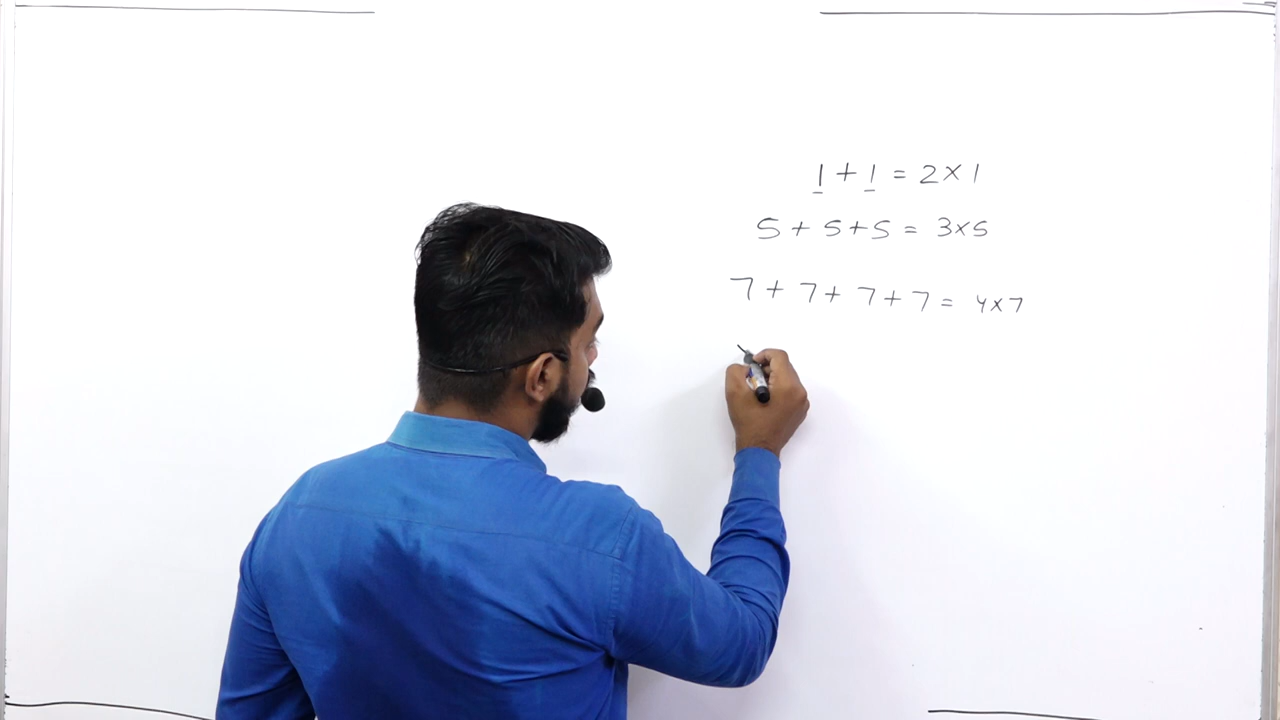 1 + 1 = 2 × 1
5 + 5 + 5 = 3 × 5
7 + 7 + 7 + 7 = 4 × 7